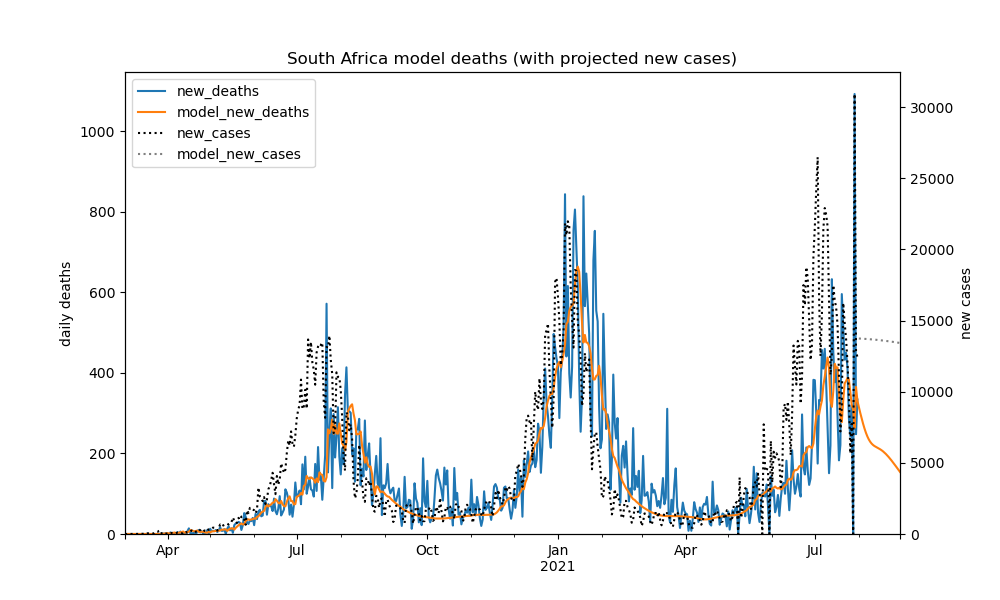 South Africa model deaths (with projected new cases)
new_deaths
model_new_deaths
new_cases
model_new_cases
daily deaths
1000
800
600
400
200
0
30000
25000
20000
15000
10000
5000
0
new cases
Apr
Jul
Oct
Jan
2021
Apr
Jul